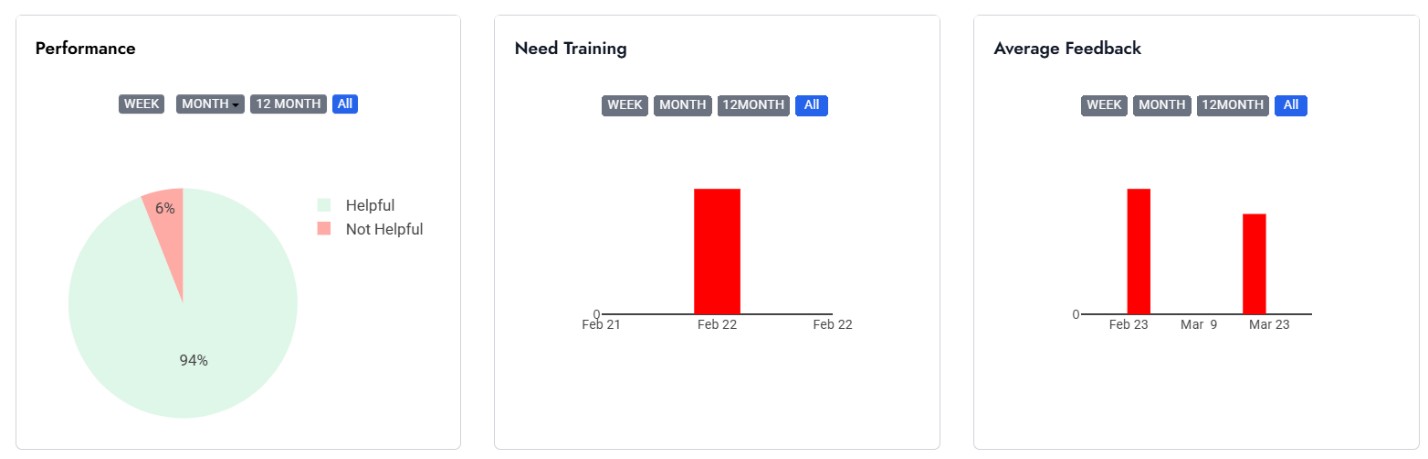 Performance
WEEK MONTH 12 MONTH All
Helpful
Not Helpful
6%
94%
Need Training
WEEK MONTH 12MONTH All
0
Feb 21 Feb 22 Feb 22
Average Feedback
WEEK MONTH 12MONTH All
0
Feb 23 Mar 9 Mar 23